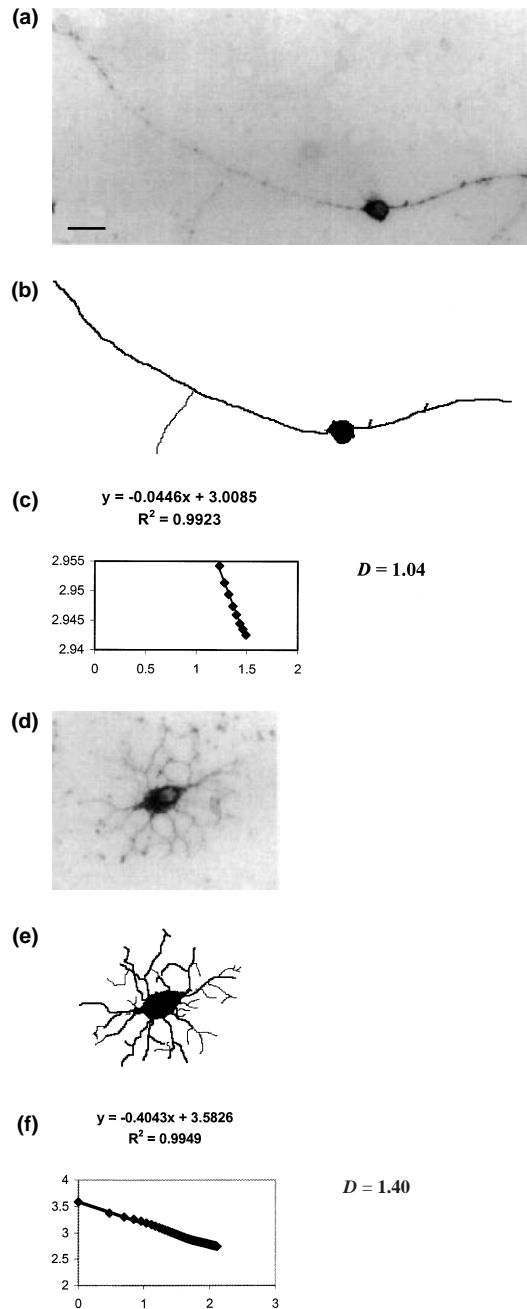 (a)
(b)
(c)
y = -0.0446x + 3.0085
R² = 0.9923
2.955
2.95
2.945
2.94
0 0.5 1 1.5 2
D = 1.04
(d)
(e)
(f)
y = -0.4043x + 3.5826
R² = 0.9949
4
3.5
3
2.5
2
0 1 2 3
D = 1.40